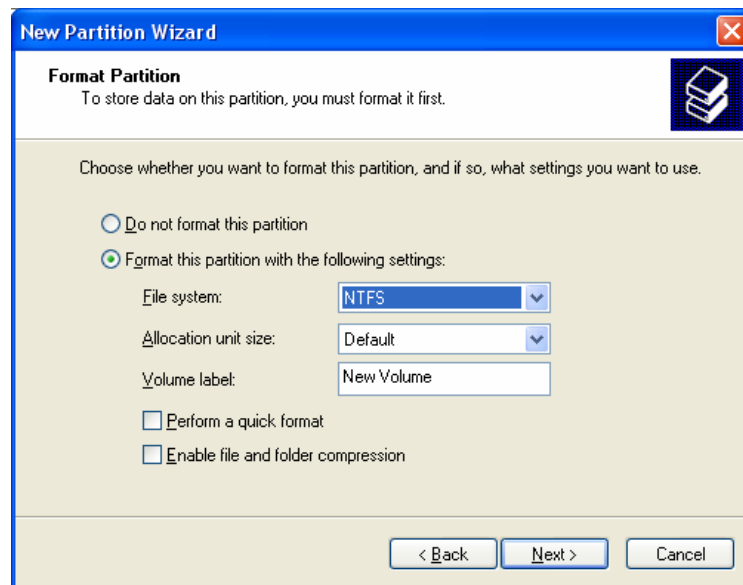 New Partition Wizard
Format Partition
To store data on this partition, you must format it first.
Choose whether you want to format this partition, and if so, what settings you want to use.
Do not format this partition
Format this partition with the following settings:
File system: NTFS
Allocation unit size: Default
Volume label: New Volume
Perform a quick format
Enable file and folder compression
< Back Next > Cancel